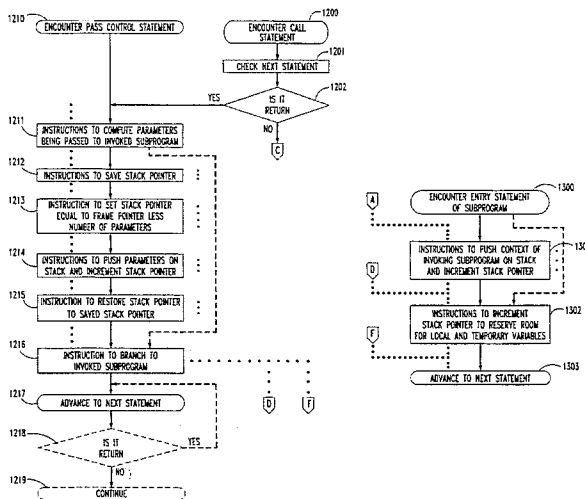 1210
ENCOUNTER PASS CONTROL STATEMENT
1200
ENCOUNTER CALL
STATEMENT
1201
CHECK NEXT STATEMENT
1202
YES
IS IT
RETURN
NO
C
1211
INSTRUCTIONS TO COMPUTE PARAMETERS
BEING PASSED TO INVOKED SUBPROGRAM
1212
INSTRUCTIONS TO SAVE STACK POINTER
1213
INSTRUCTION TO SET STACK POINTER
EQUAL TO FRAME POINTER LESS
NUMBER OF PARAMETERS
1214
INSTRUCTIONS TO PUSH PARAMETERS ON
STACK AND INCREMENT STACK POINTER
1215
INSTRUCTION TO RESTORE STACK POINTER
TO SAVED STACK POINTER
1216
INSTRUCTION TO BRANCH TO
INVOKED SUBPROGRAM
D
F
1217
ADVANCE TO NEXT STATEMENT
1218
IS IT
RETURN
YES
NO
1219
CONTINUE
1300
ENCOUNTER ENTRY STATEMENT
OF SUBPROGRAM
A
130
INSTRUCTIONS TO PUSH CONTEXT OF
INVOKING SUBPROGRAM ON STACK
AND INCREMENT STACK POINTER
D
1302
INSTRUCTIONS TO INCREMENT
STACK POINTER TO RESERVE ROOM
FOR LOCAL AND TEMPORARY VARIABLES
F
1303
ADVANCE TO NEXT STATEMENT